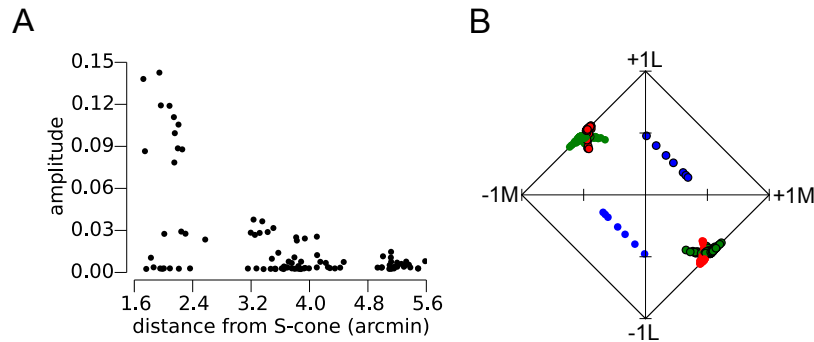 A
B
0.15
0.12
0.09
0.06
0.03
0.00
amplitude
1.6 2.4 3.2 4.0 4.8 5.6
distance from S-cone (arcmin)
+1L
-1M +1M
-1L